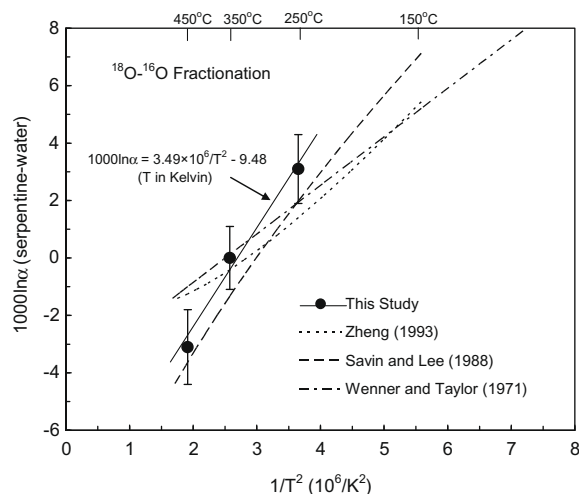 450°C 350°C 250°C 150°C
8
6
4
2
0
-2
-4
-6
1000lnα (serpentine-water)
¹⁸O-¹⁶O Fractionation
1000lnα = 3.49×10⁶/T² - 9.48
(T in Kelvin)
This Study
Zheng (1993)
Savin and Lee (1988)
Wenner and Taylor (1971)
0 1 2 3 4 5 6 7 8
1/T² (10⁶/K²)